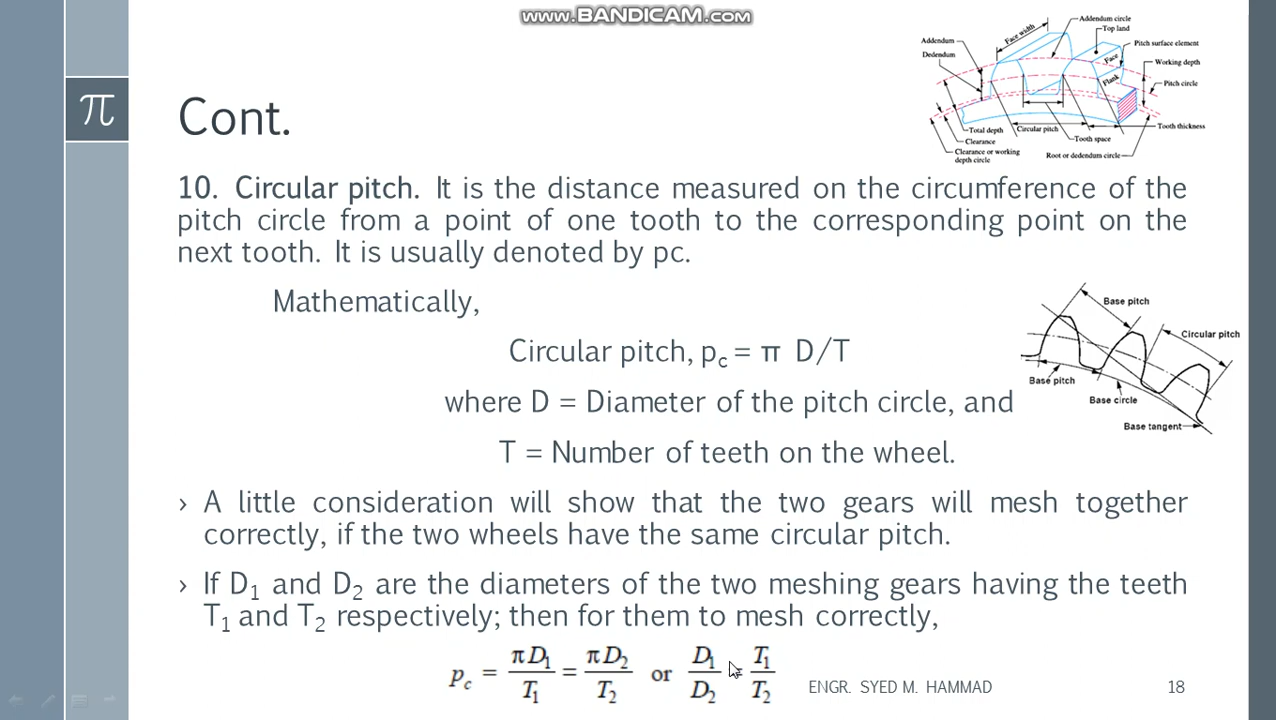 www.BANDICAM.com
π
Cont.
Addendum circle
Top land
Face width
Addendum
Dedendum
Pitch surface element
Face
Working depth
Flank
Pitch circle
Total depth
Circular pitch
Tooth thickness
Clearance
Tooth space
Clearance or working
depth circle
Root or dedendum circle
10. Circular pitch. It is the distance measured on the circumference of the
pitch circle from a point of one tooth to the corresponding point on the
next tooth. It is usually denoted by pc.
Mathematically,
Circular pitch, p_c = π D/T
where D = Diameter of the pitch circle, and
T = Number of teeth on the wheel.
Base pitch
Circular pitch
Base pitch
Base circle
Base tangent
› A little consideration will show that the two gears will mesh together
correctly, if the two wheels have the same circular pitch.
› If D₁ and D₂ are the diameters of the two meshing gears having the teeth
T₁ and T₂ respectively; then for them to mesh correctly,
p_c = πD₁/T₁ = πD₂/T₂ or D₁/D₂ = T₁/T₂
ENGR. SYED M. HAMMAD
18